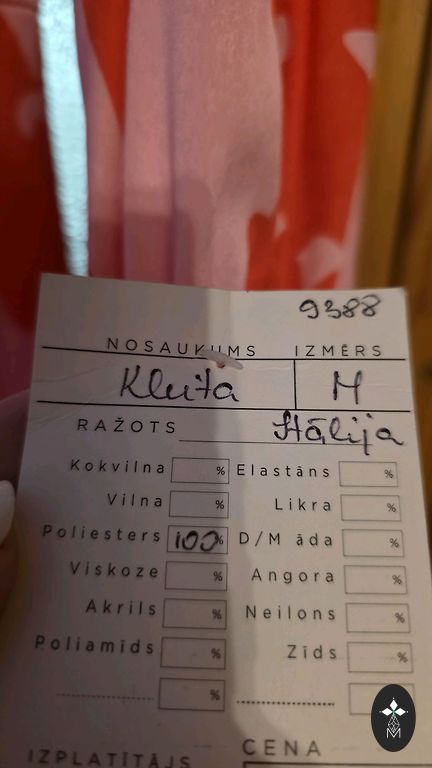 9388
NOSAUKUMS IZMĒRS
Kleita M
RAŽOTS Itālija
Kokvilna % Elastāns %
Vilna % Likra %
Poliesters 100% D/M āda %
Viskoze % Angora %
Akrils % Neilons %
Poliamīds % Zīds %
%
IZPLATĪTĀJS CENA
M